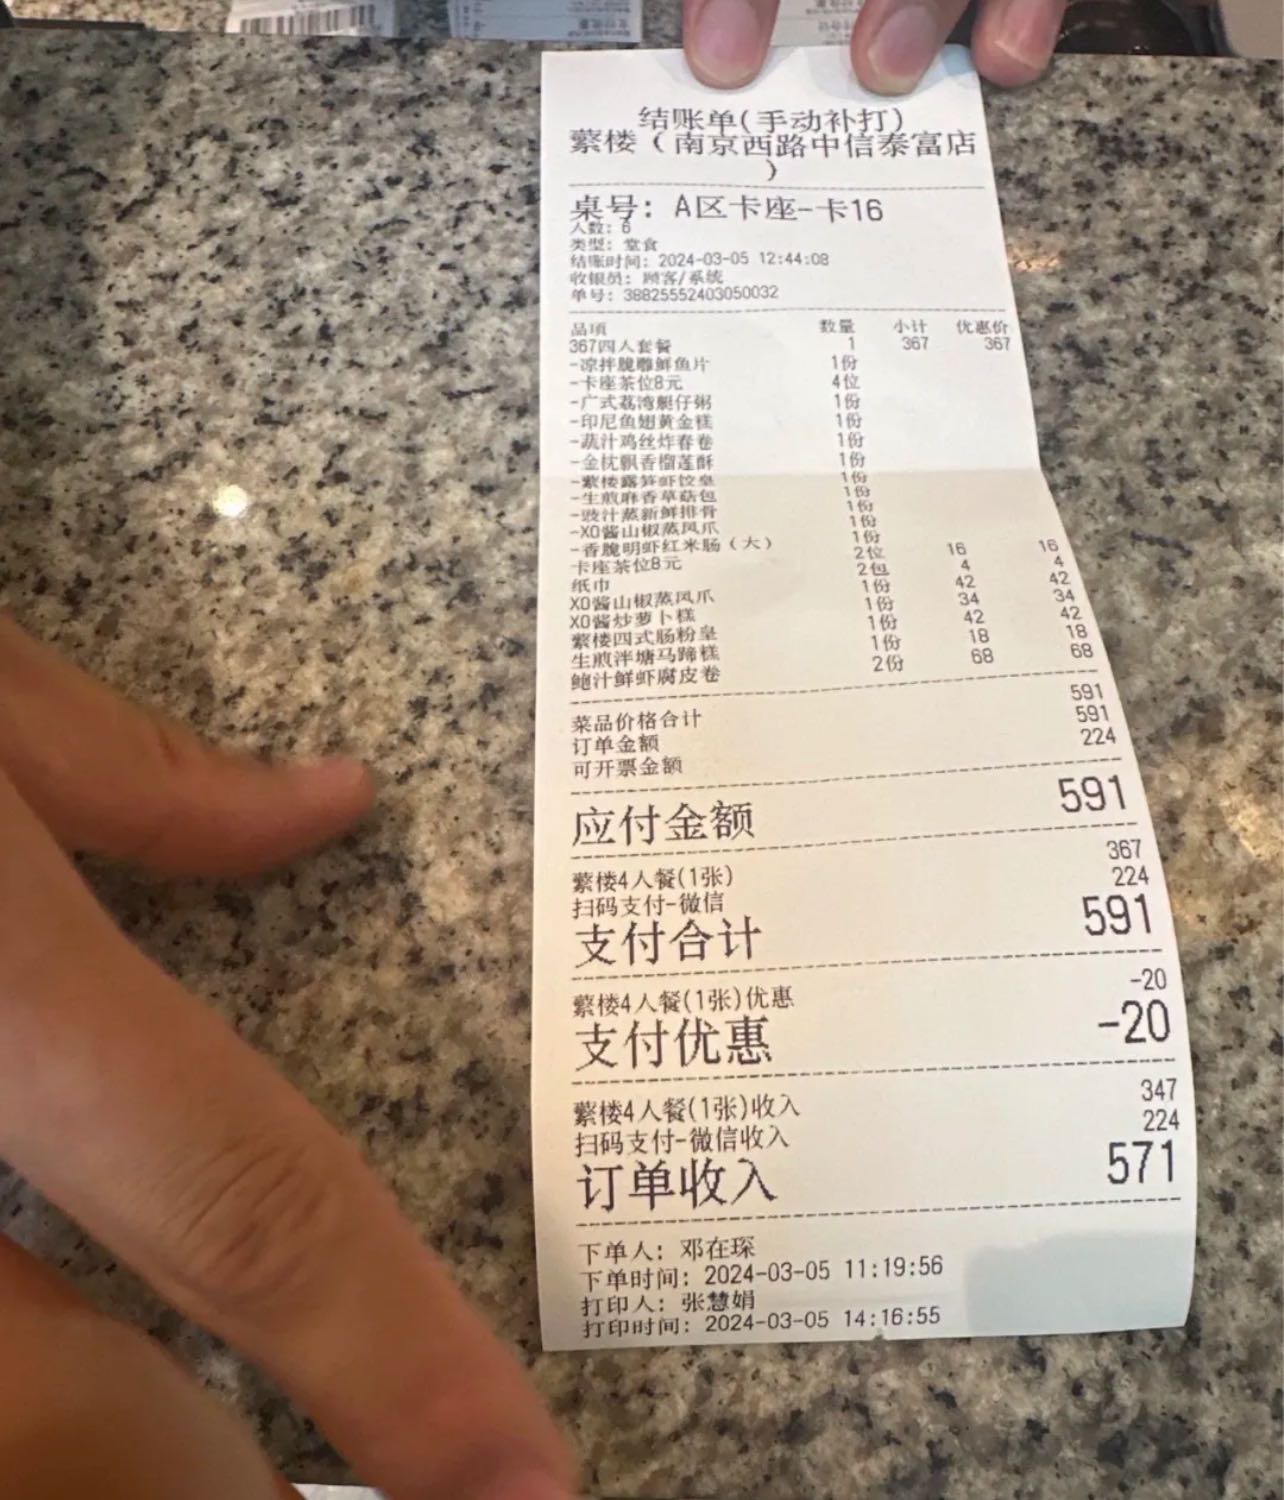 结账单(手动补打)
蘩楼（南京西路中信泰富店
）
桌号: A区卡座-卡16
人数: 6
类型: 堂食
结账时间: 2024-03-05 12:44:08
收银员: 顾客/系统
单号: 38825552403050032
品项 数量 小计 优惠价
367四人套餐 1 367 367
-凉拌脆雕鲜鱼片 1份
-卡座茶位8元 4位
-广式荔湾艇仔粥 1份
-印尼鱼翅黄金糕 1份
-蔬汁鸡丝炸春卷 1份
-金枕飘香榴莲酥 1份
-蘩楼露笋虾饺皇 1份
-生煎麻香草菇包 1份
-豉汁蒸新鲜排骨 1份
-XO酱山椒蒸凤爪 1份
-香脆明虾红米肠（大） 1份
卡座茶位8元 2位 16 16
纸巾 2包 4 4
XO酱山椒蒸凤爪 1份 42 42
XO酱炒萝卜糕 1份 34 34
蘩楼四式肠粉皇 1份 42 42
生煎泮塘马蹄糕 1份 18 18
鲍汁鲜虾腐皮卷 2份 68 68
菜品价格合计 591
订单金额 591
可开票金额 224
应付金额 591
蘩楼4人餐(1张) 367
扫码支付-微信 224
支付合计 591
蘩楼4人餐(1张)优惠 -20
支付优惠 -20
蘩楼4人餐(1张)收入 347
扫码支付-微信收入 224
订单收入 571
下单人: 邓在琛
下单时间: 2024-03-05 11:19:56
打印人: 张慧娟
打印时间: 2024-03-05 14:16:55